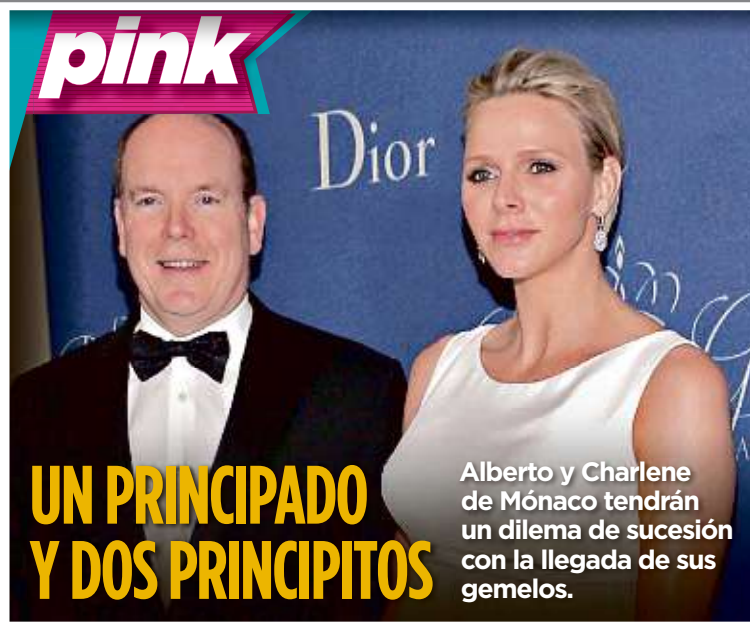 pink
Dior
UN PRINCIPADO
Y DOS PRINCIPITOS
Alberto y Charlene
de Mónaco tendrán
un dilema de sucesión
con la llegada de sus
gemelos.